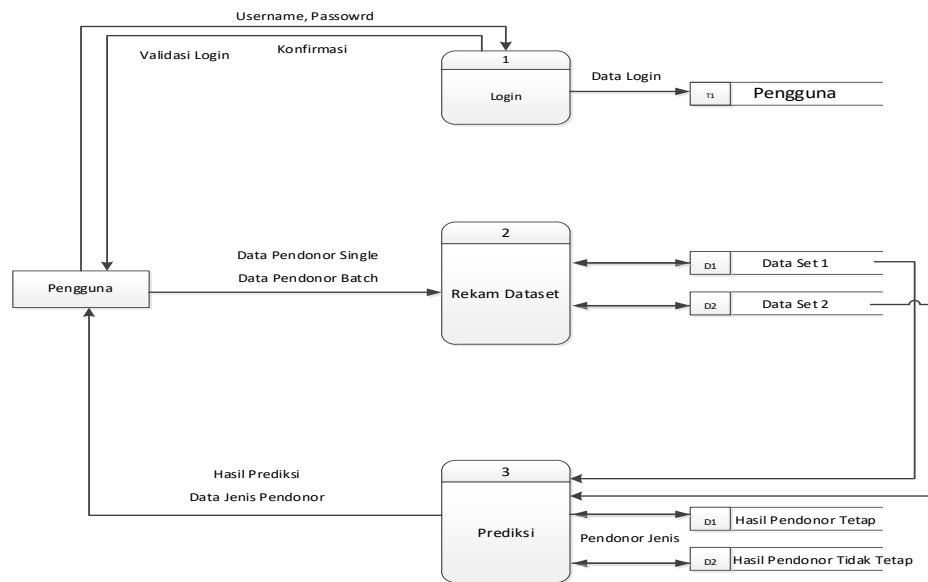 Username, Passowrd
Validasi Login
Konfirmasi
1
Login
Data Login
T1
Pengguna
Pengguna
Data Pendonor Single
Data Pendonor Batch
2
Rekam Dataset
D1
Data Set 1
D2
Data Set 2
Hasil Prediksi
Data Jenis Pendonor
3
Prediksi
Pendonor Jenis
D1
Hasil Pendonor Tetap
D2
Hasil Pendonor Tidak Tetap